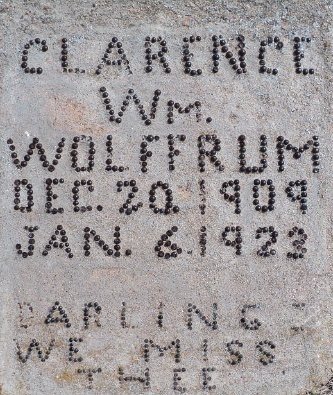 CLARENCE
Wm.
WOLFFRUM
DEC. 20. 1909
JAN. 6. 1923
DARLING
WE MISS
THEE